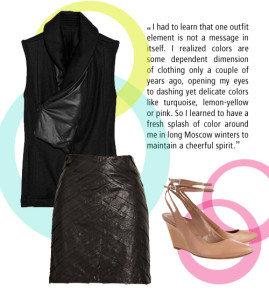 „I had to learn that one outfit
element is not a message in
itself. I realized colors are
some dependent dimension
of clothing only a couple of
years ago, opening my eyes
to dashing yet delicate colors
like turquoise, lemon-yellow
or pink. So I learned to have a
fresh splash of color around
me in long Moscow winters to
maintain a cheerful spirit.”